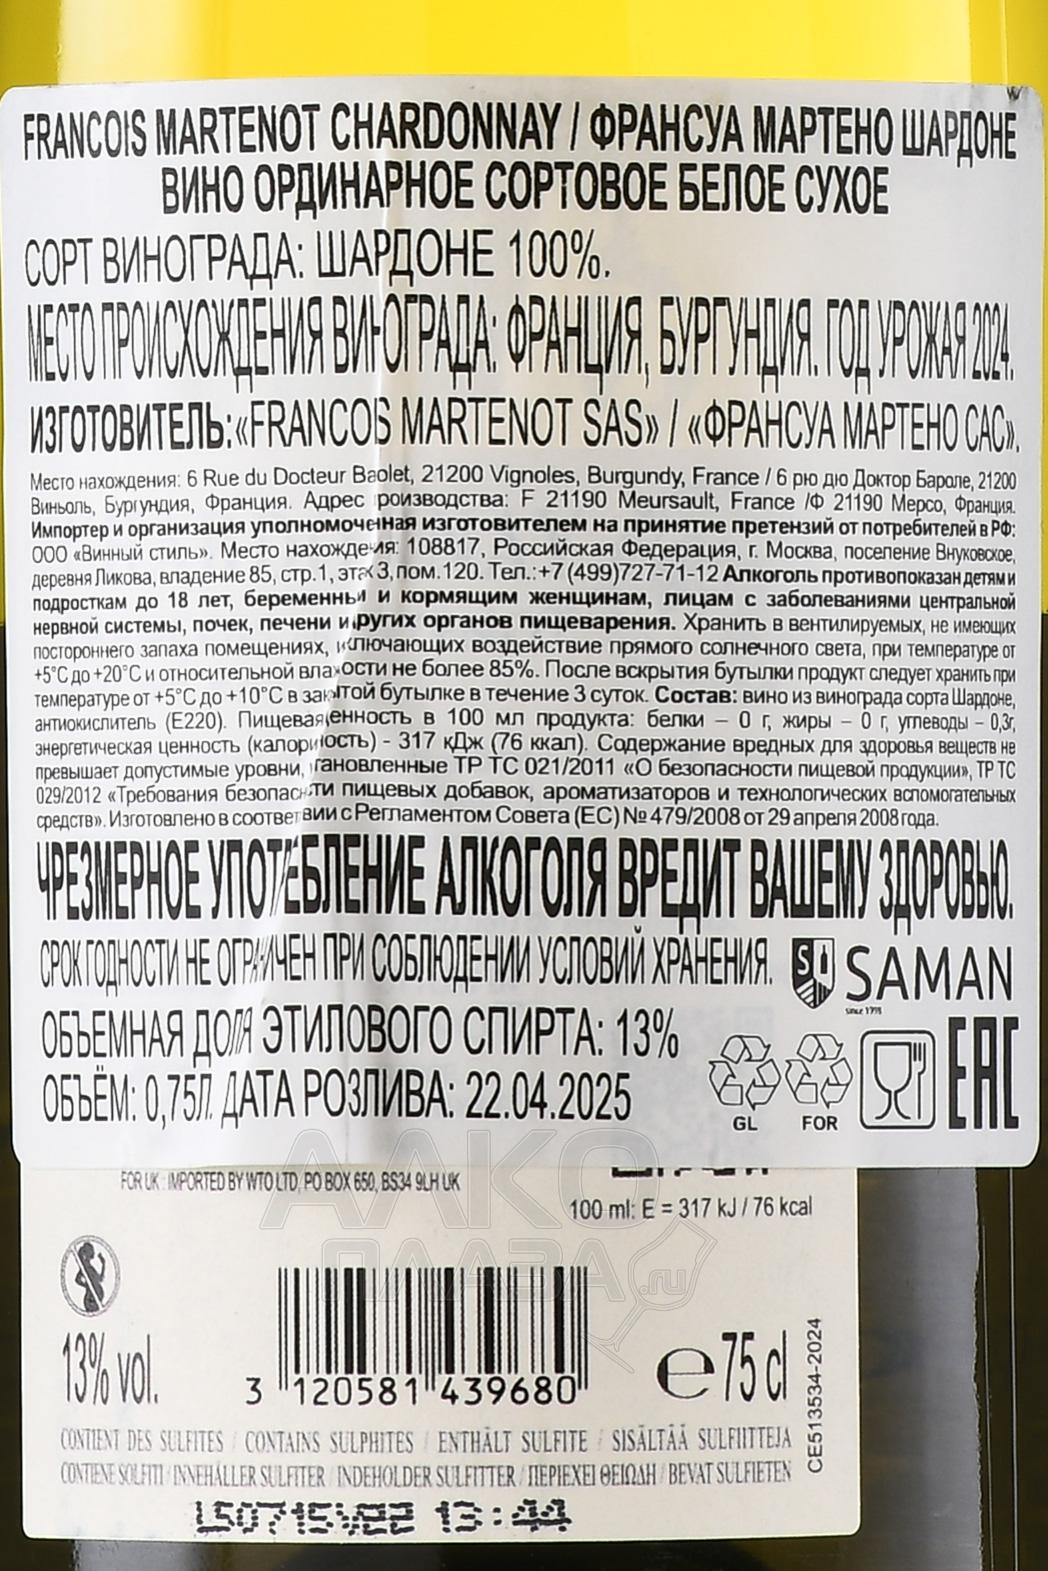 FRANCOIS MARTENOT CHARDONNAY / ФРАНСУА МАРТЕНО ШАРДОНЕ
ВИНО ОРДИНАРНОЕ СОРТОВОЕ БЕЛОЕ СУХОЕ
СОРТ ВИНОГРАДА: ШАРДОНЕ 100%.
МЕСТО ПРОИСХОЖДЕНИЯ ВИНОГРАДА: ФРАНЦИЯ, БУРГУНДИЯ. ГОД УРОЖАЯ 2024.
ИЗГОТОВИТЕЛЬ: «FRANCOIS MARTENOT SAS» / «ФРАНСУА МАРТЕНО САС».
Место нахождения: 6 Rue du Docteur Baolet, 21200 Vignoles, Burgundy, France / 6 рю дю Доктор Бароле, 21200
Виньоль, Бургундия, Франция. Адрес производства: F 21190 Meursault, France /Ф 21190 Мерсо, Франция.
Импортер и организация уполномоченная изготовителем на принятие претензий от потребителей в РФ:
ООО «Винный стиль». Место нахождения: 108817, Российская Федерация, г. Москва, поселение Внуковское,
деревня Ликова, владение 85, стр.1, этаж 3, пом.120. Тел.:+7 (499)727-71-12 Алкоголь противопоказан детям и
подросткам до 18 лет, беременным и кормящим женщинам, лицам с заболеваниями центральной
нервной системы, почек, печени и других органов пищеварения. Хранить в вентилируемых, не имеющих
постороннего запаха помещениях, исключающих воздействие прямого солнечного света, при температуре от
+5°С до +20°С и относительной влажности не более 85%. После вскрытия бутылки продукт следует хранить при
температуре от +5°С до +10°С в закрытой бутылке в течение 3 суток. Состав: вино из винограда сорта Шардоне,
антиокислитель (Е220). Пищевая ценность в 100 мл продукта: белки – 0 г, жиры – 0 г, углеводы – 0,3г,
энергетическая ценность (калорийность) - 317 кДж (76 ккал). Содержание вредных для здоровья веществ не
превышает допустимые уровни, установленные ТР ТС 021/2011 «О безопасности пищевой продукции», ТР ТС
029/2012 «Требования безопасности пищевых добавок, ароматизаторов и технологических вспомогательных
средств». Изготовлено в соответствии с Регламентом Совета (ЕС) № 479/2008 от 29 апреля 2008 года.
ЧРЕЗМЕРНОЕ УПОТРЕБЛЕНИЕ АЛКОГОЛЯ ВРЕДИТ ВАШЕМУ ЗДОРОВЬЮ.
СРОК ГОДНОСТИ НЕ ОГРАНИЧЕН ПРИ СОБЛЮДЕНИИ УСЛОВИЙ ХРАНЕНИЯ.
SAMAN
since 1998
ОБЪЕМНАЯ ДОЛЯ ЭТИЛОВОГО СПИРТА: 13%
ОБЪЁМ: 0,75Л. ДАТА РОЗЛИВА: 22.04.2025
GL FOR
EAC
FOR UK : IMPORTED BY WTO LTD, PO BOX 650, BS34 9LH UK
100 ml: E = 317 kJ / 76 kcal
АЛКО
ПЛАЗА.ru
13% vol.
3 120581 439680
℮ 75 cl
CE513534-2024
CONTIENT DES SULFITES / CONTAINS SULPHITES / ENTHÄLT SULFITE / SISÄLTÄÄ SULFIITTEJA
CONTIENE SOLFITI / INNEHÅLLER SULFITER / INDEHOLDER SULFITTER / ΠΕΡΙΕΧΕΙ ΘΕΙΩΔΗ / BEVAT SULFIETEN
L50715V22 13:44